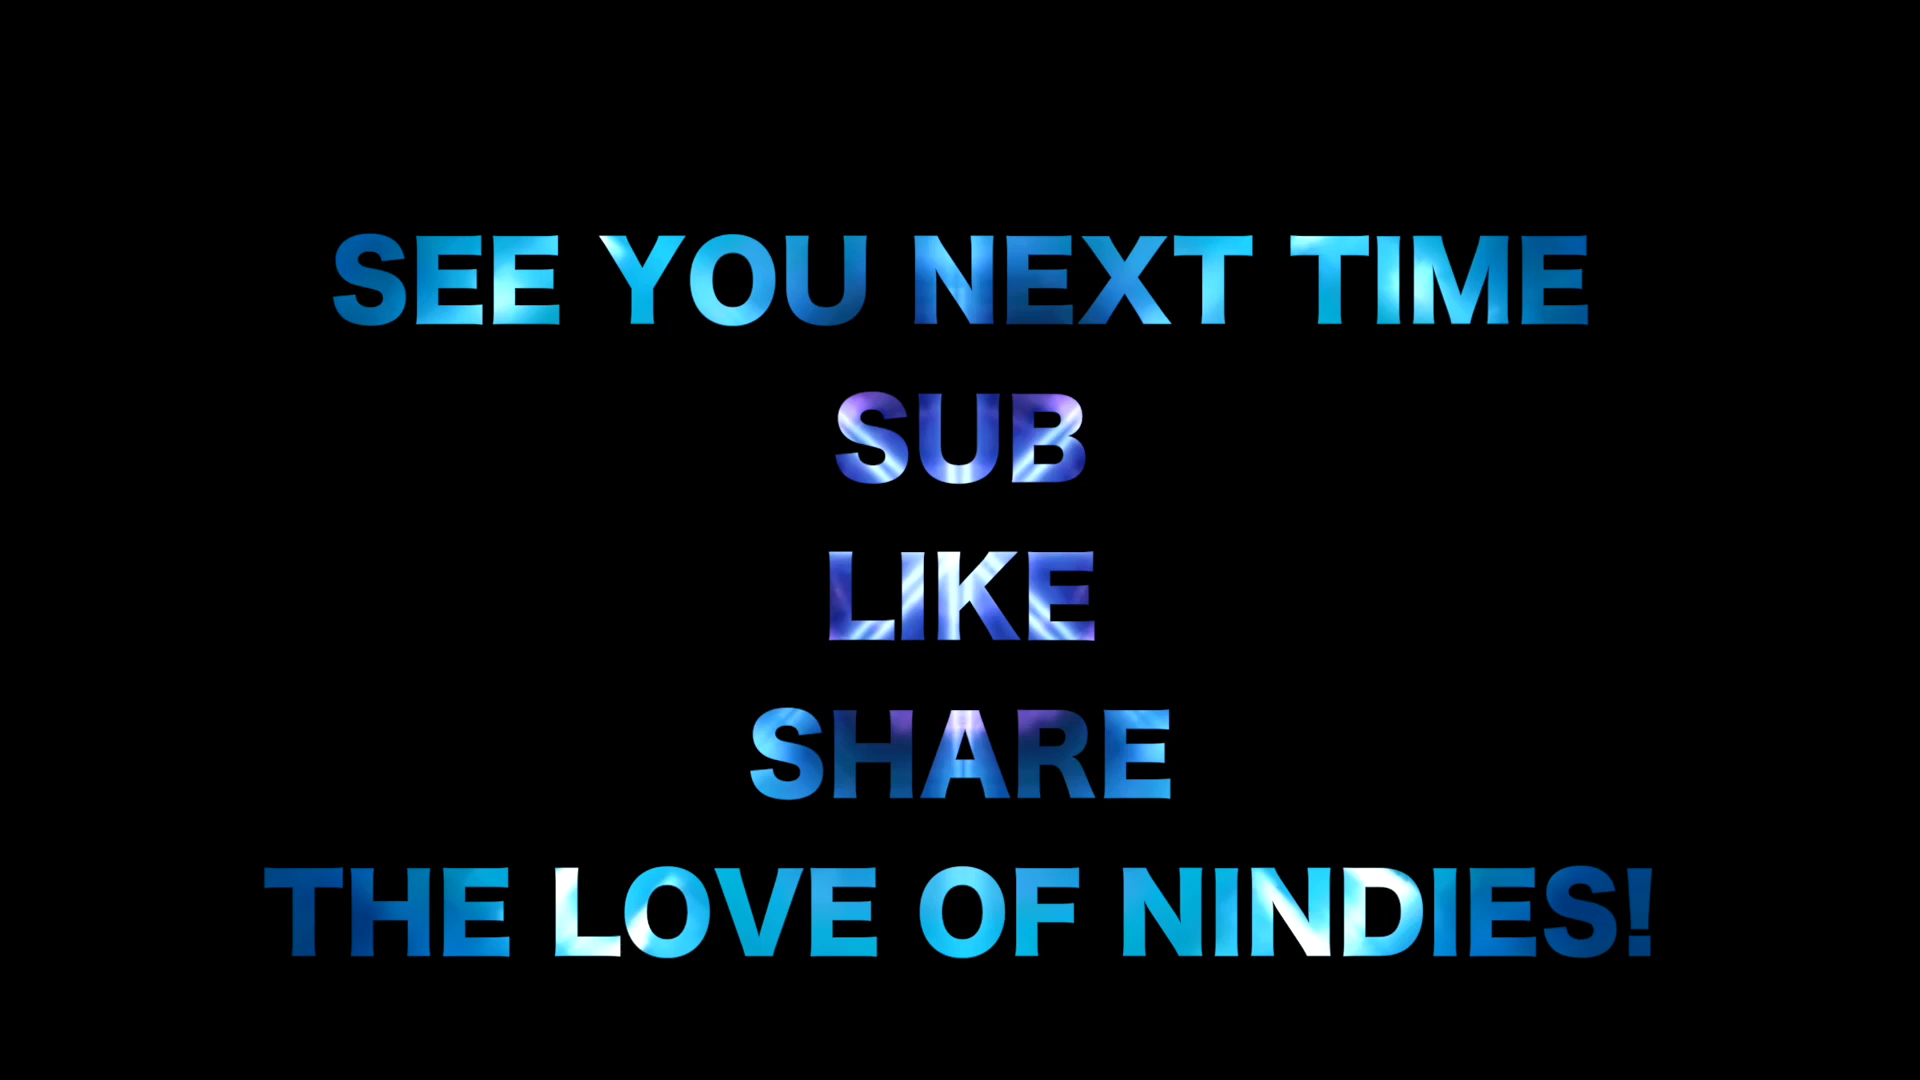 SEE YOU NEXT TIME
SUB
LIKE
SHARE
THE LOVE OF NINDIES!